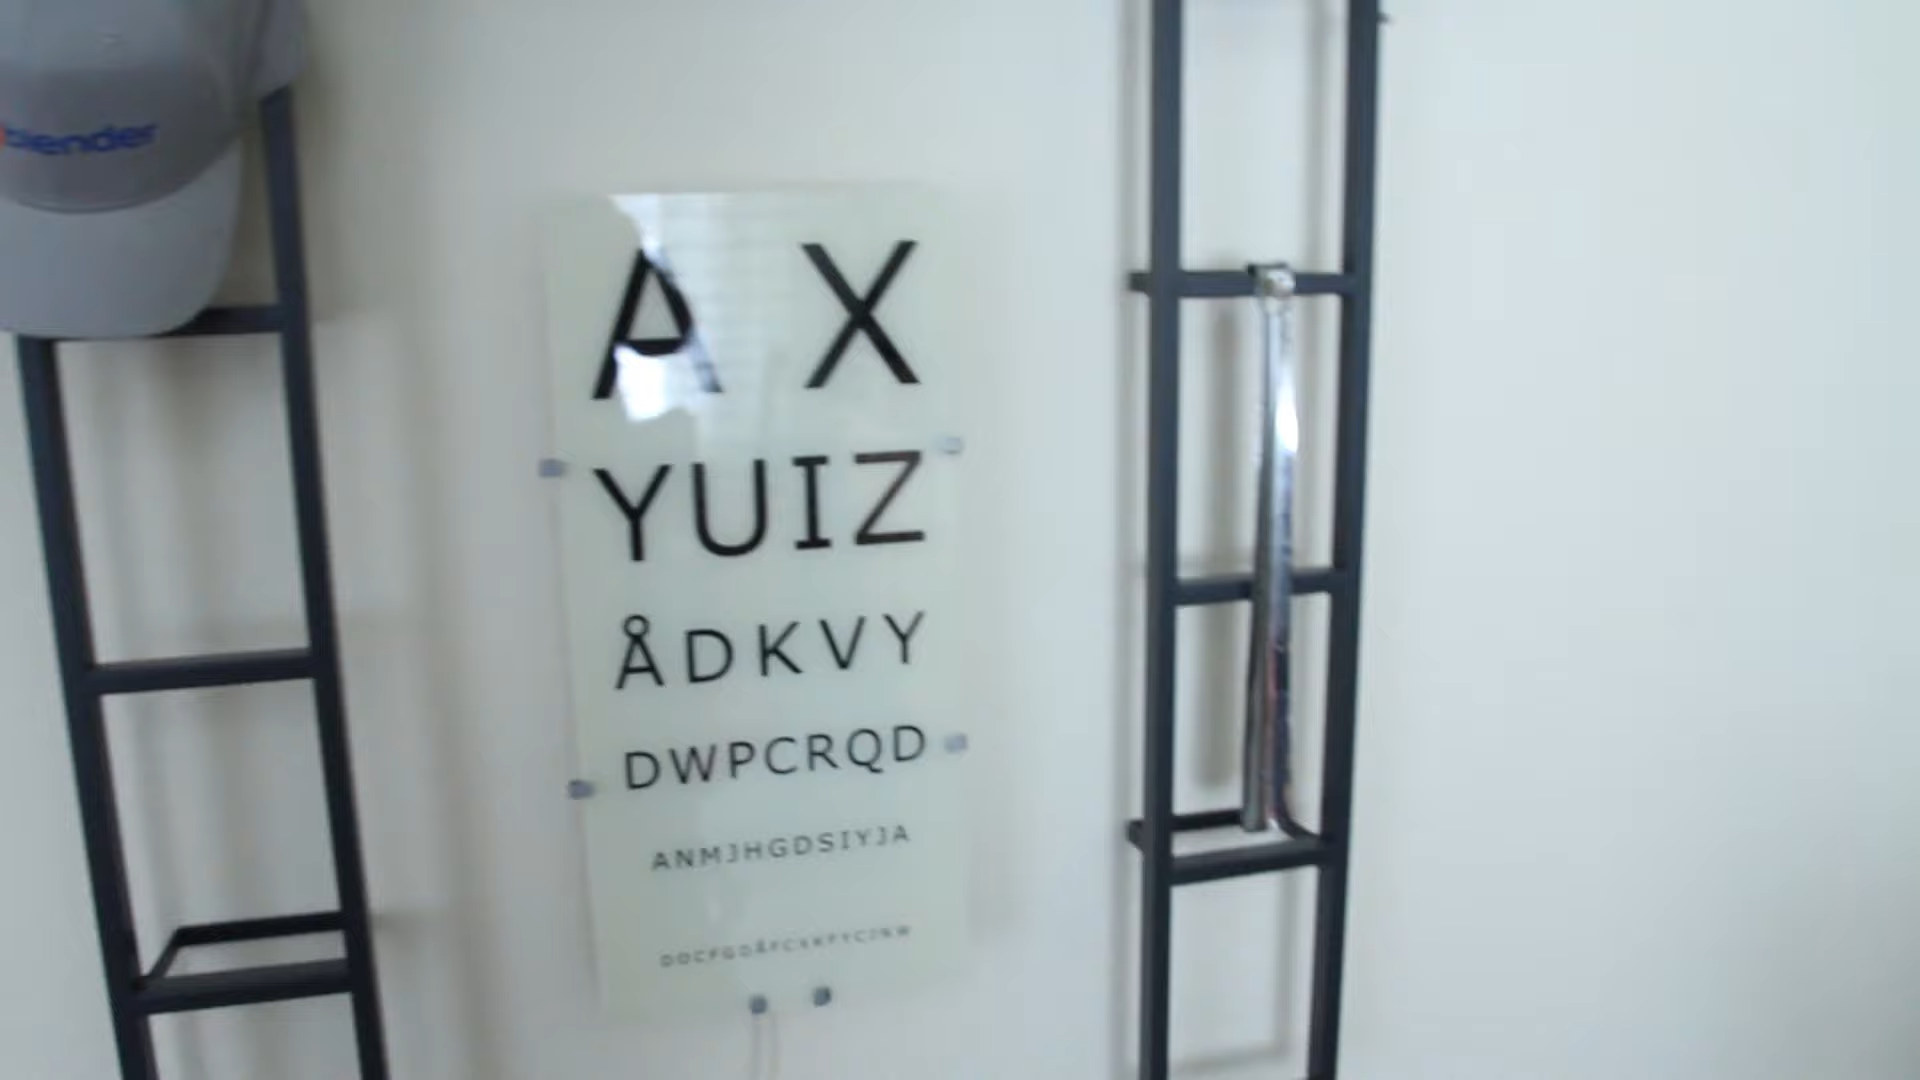 blender
A X
YUIZ
ÅDKVY
DWPCRQD
ANMJHGDSIYJA